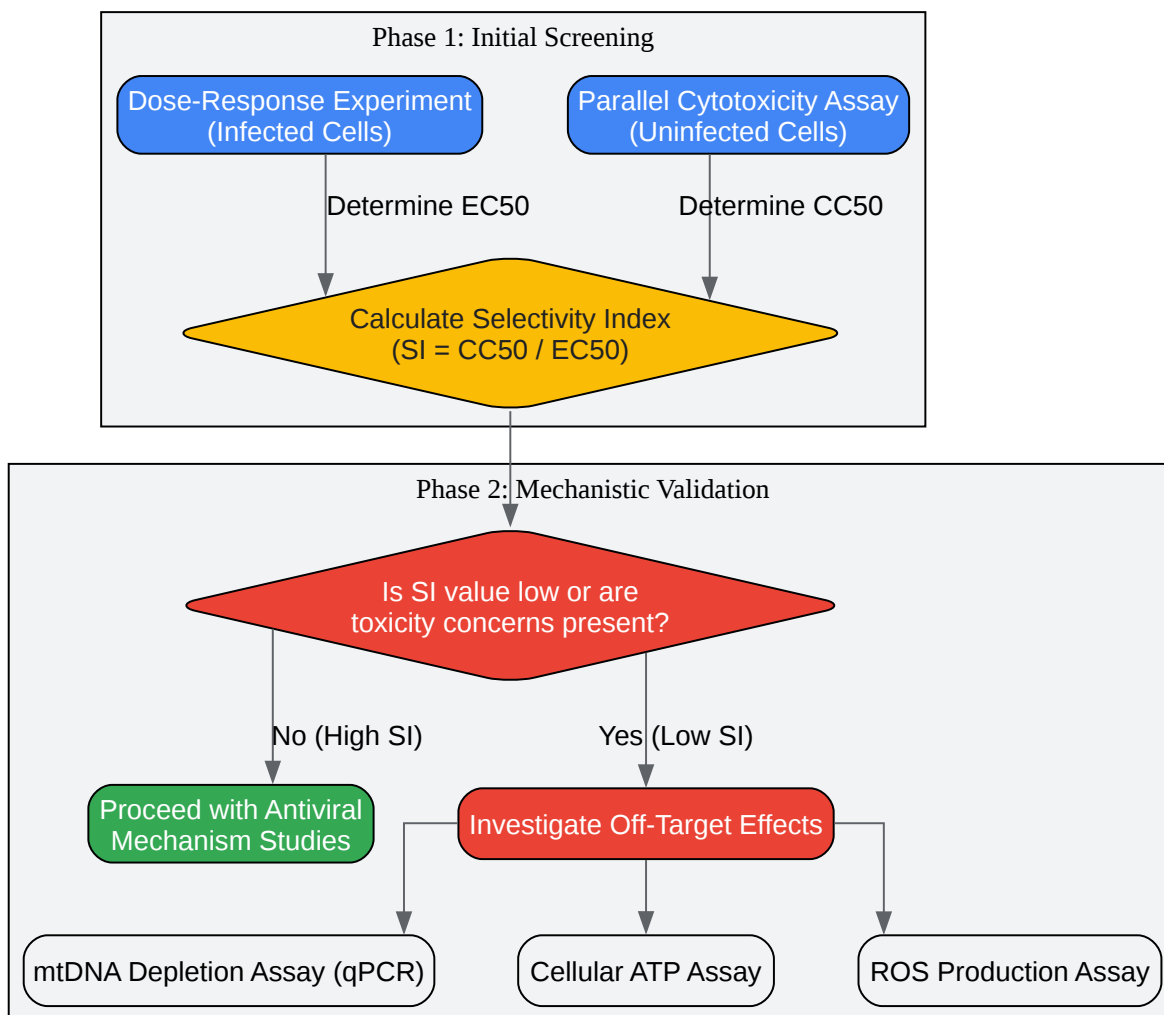 Phase 1: Initial Screening
Dose-Response Experiment
(Infected Cells)
Parallel Cytotoxicity Assay
(Uninfected Cells)
Determine EC50
Determine CC50
Calculate Selectivity Index
(SI = CC50 / EC50)
Phase 2: Mechanistic Validation
Is SI value low or are
toxicity concerns present?
No (High SI)
Yes (Low SI)
Proceed with Antiviral
Mechanism Studies
Investigate Off-Target Effects
mtDNA Depletion Assay (qPCR)
Cellular ATP Assay
ROS Production Assay